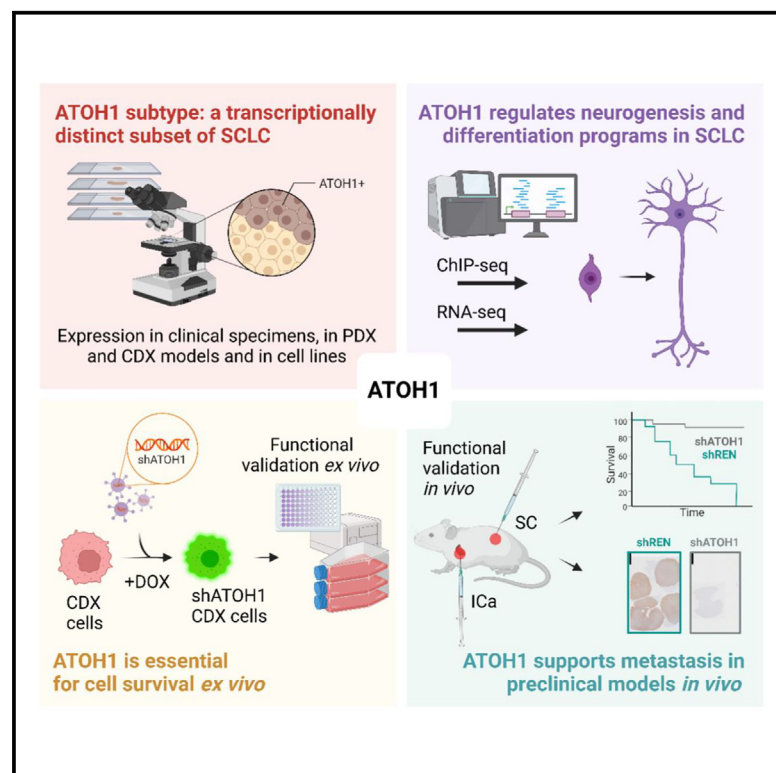 ATOH1 subtype: a transcriptionally
distinct subset of SCLC
ATOH1+
Expression in clinical specimens, in PDX
and CDX models and in cell lines
ATOH1 regulates neurogenesis and
differentiation programs in SCLC
ChIP-seq
RNA-seq
ATOH1
shATOH1
CDX
cells
+DOX
shATOH1
CDX cells
Functional
validation ex vivo
ATOH1 is essential
for cell survival ex vivo
Functional
validation
in vivo
SC
ICa
Survival
100
80
60
40
20
0
shATOH1
shREN
Time
shREN
shATOH1
ATOH1 supports metastasis in
preclinical models in vivo